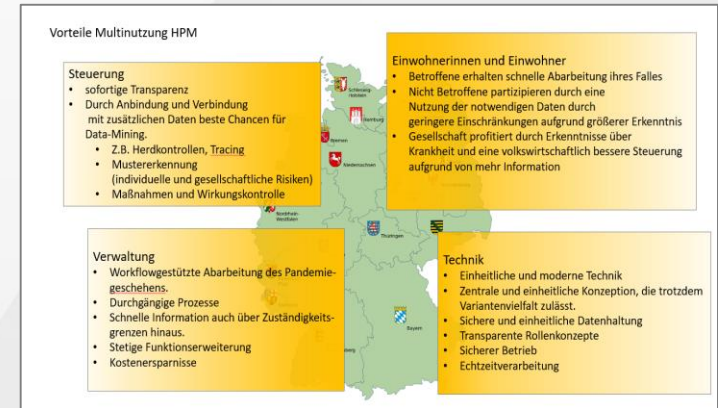 Vorteile Multinutzung HPM
Steuerung
• sofortige Transparenz
• Durch Anbindung und Verbindung
mit zusätzlichen Daten beste Chancen für
Data-Mining.
• Z.B. Herdkontrollen, Tracing
• Mustererkennung
(individuelle und gesellschaftliche Risiken)
• Maßnahmen und Wirkungskontrolle
Einwohnerinnen und Einwohner
• Betroffene erhalten schnelle Abarbeitung ihres Falles
• Nicht Betroffene partizipieren durch eine
Nutzung der notwendigen Daten durch
geringere Einschränkungen aufgrund größerer Erkenntnis
• Gesellschaft profitiert durch Erkenntnisse über
Krankheit und eine volkswirtschaftlich bessere Steuerung
aufgrund von mehr Information
Schleswig-
Holstein
Hamburg
Bremen
Niedersachsen
Nordrhein-
Westfalen
Thüringen
Bayern
Verwaltung
• Workflowgestützte Abarbeitung des Pandemie-
geschehens.
• Durchgängige Prozesse
• Schnelle Information auch über Zuständigkeits-
grenzen hinaus.
• Stetige Funktionserweiterung
• Kostenersparnisse
Technik
• Einheitliche und moderne Technik
• Zentrale und einheitliche Konzeption, die trotzdem
Variantenvielfalt zulässt.
• Sichere und einheitliche Datenhaltung
• Transparente Rollenkonzepte
• Sicherer Betrieb
• Echtzeitverarbeitung